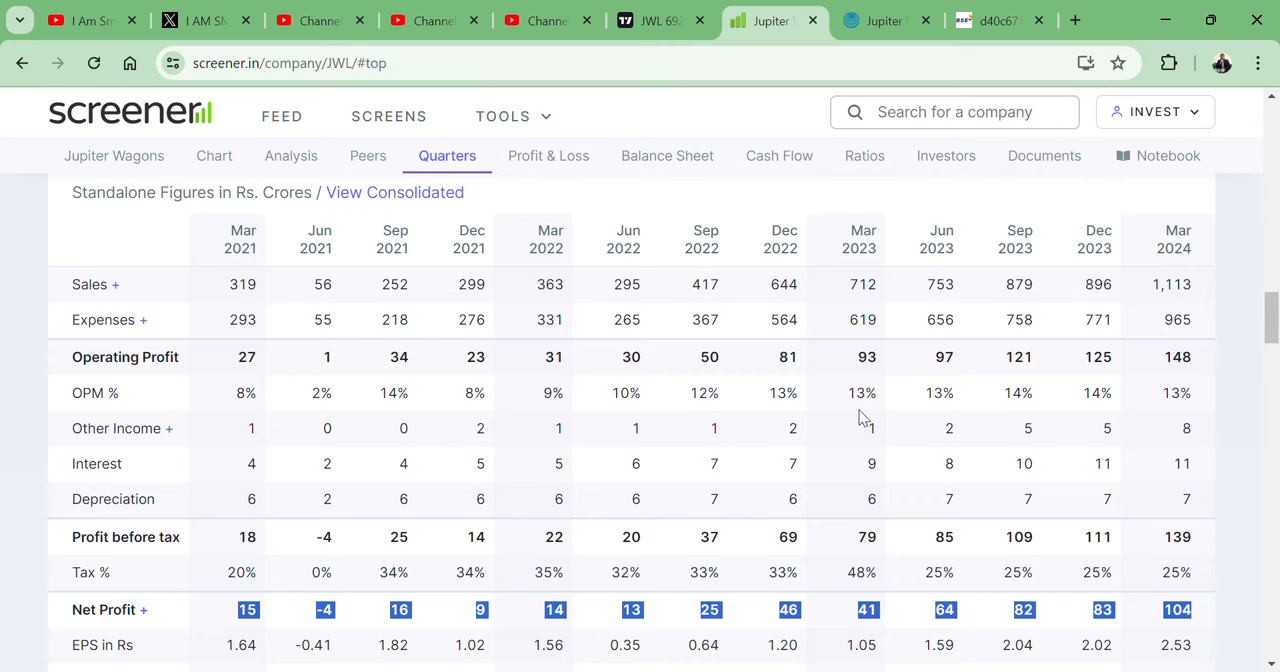 I Am Sm
I AM SM
Channel
Channel
Channel
JWL 692
Jupiter W
Jupiter
d40c67
screener.in/company/JWL/#top
screener
FEED
SCREENS
TOOLS
Search for a company
INVEST
Jupiter Wagons Chart Analysis Peers Quarters Profit & Loss Balance Sheet Cash Flow Ratios Investors Documents Notebook
Standalone Figures in Rs. Crores / View Consolidated
Mar 2021 Jun 2021 Sep 2021 Dec 2021 Mar 2022 Jun 2022 Sep 2022 Dec 2022 Mar 2023 Jun 2023 Sep 2023 Dec 2023 Mar 2024
Sales + 319 56 252 299 363 295 417 644 712 753 879 896 1,113
Expenses + 293 55 218 276 331 265 367 564 619 656 758 771 965
Operating Profit 27 1 34 23 31 30 50 81 93 97 121 125 148
OPM % 8% 2% 14% 8% 9% 10% 12% 13% 13% 13% 14% 14% 13%
Other Income + 1 0 0 2 1 1 1 2 1 2 5 5 8
Interest 4 2 4 5 5 6 7 7 9 8 10 11 11
Depreciation 6 2 6 6 6 6 7 6 6 7 7 7 7
Profit before tax 18 -4 25 14 22 20 37 69 79 85 109 111 139
Tax % 20% 0% 34% 34% 35% 32% 33% 33% 48% 25% 25% 25% 25%
Net Profit + 15 -4 16 9 14 13 25 46 41 64 82 83 104
EPS in Rs 1.64 -0.41 1.82 1.02 1.56 0.35 0.64 1.20 1.05 1.59 2.04 2.02 2.53